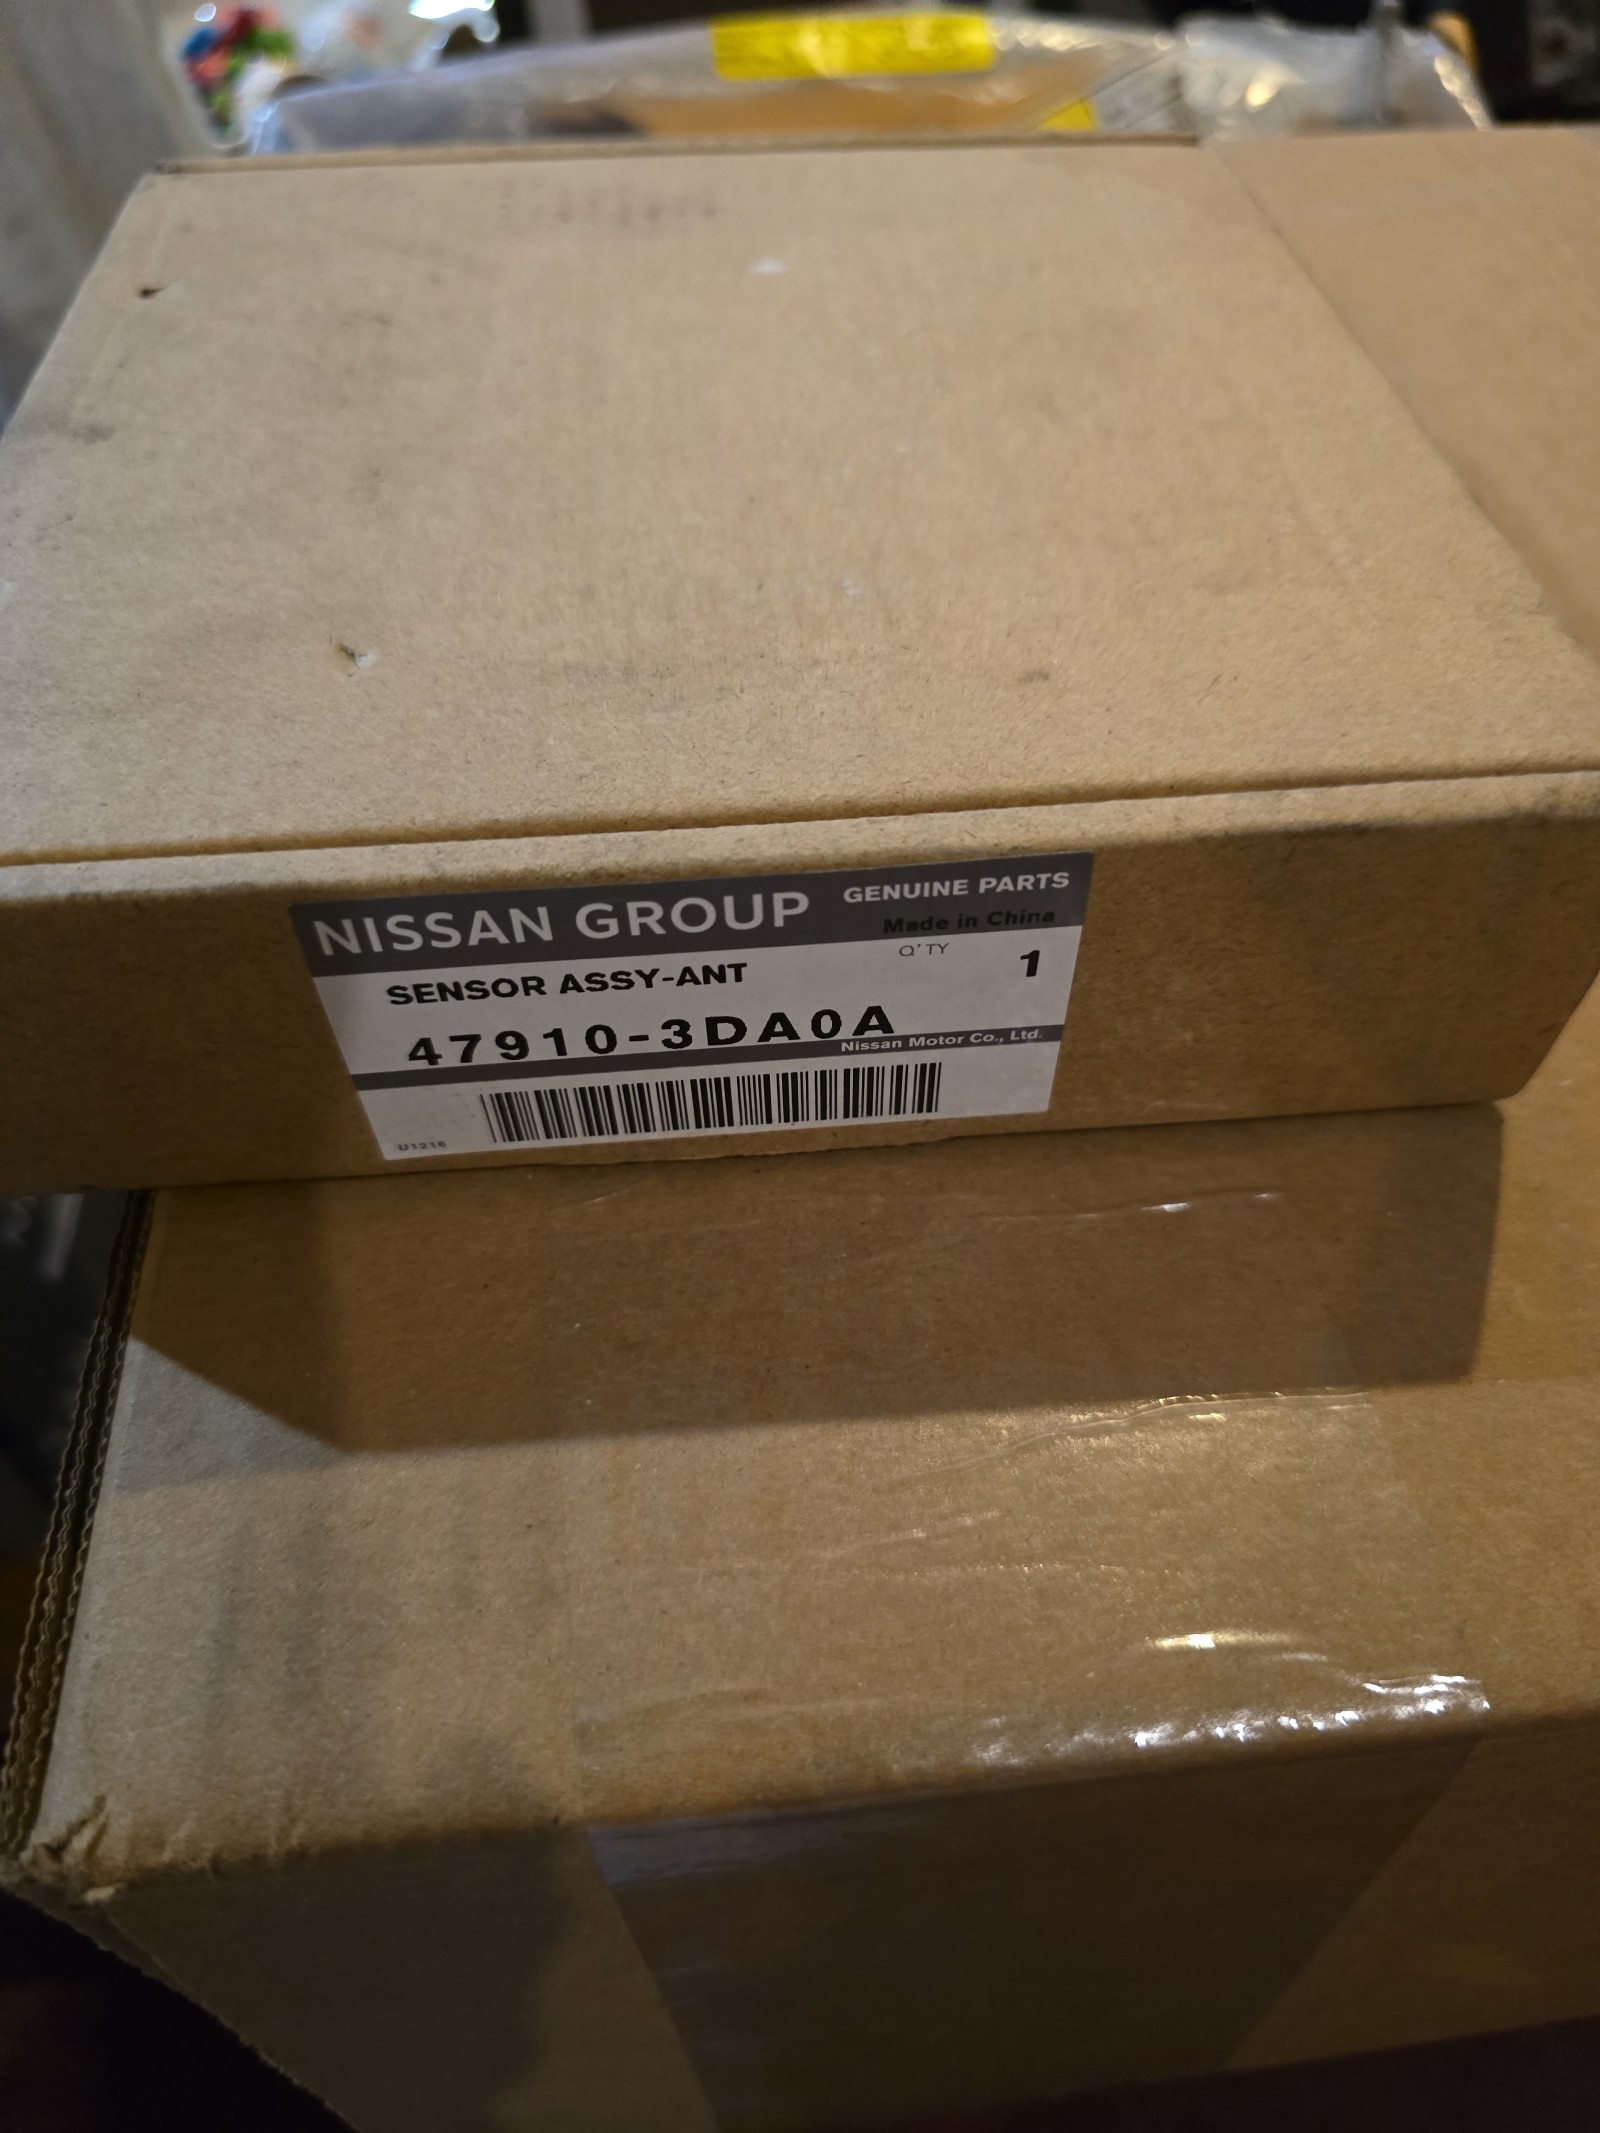 NISSAN GROUP GENUINE PARTS
Made in China
Q'TY
SENSOR ASSY-ANT 1
47910-3DA0A
Nissan Motor Co., Ltd.
U1216